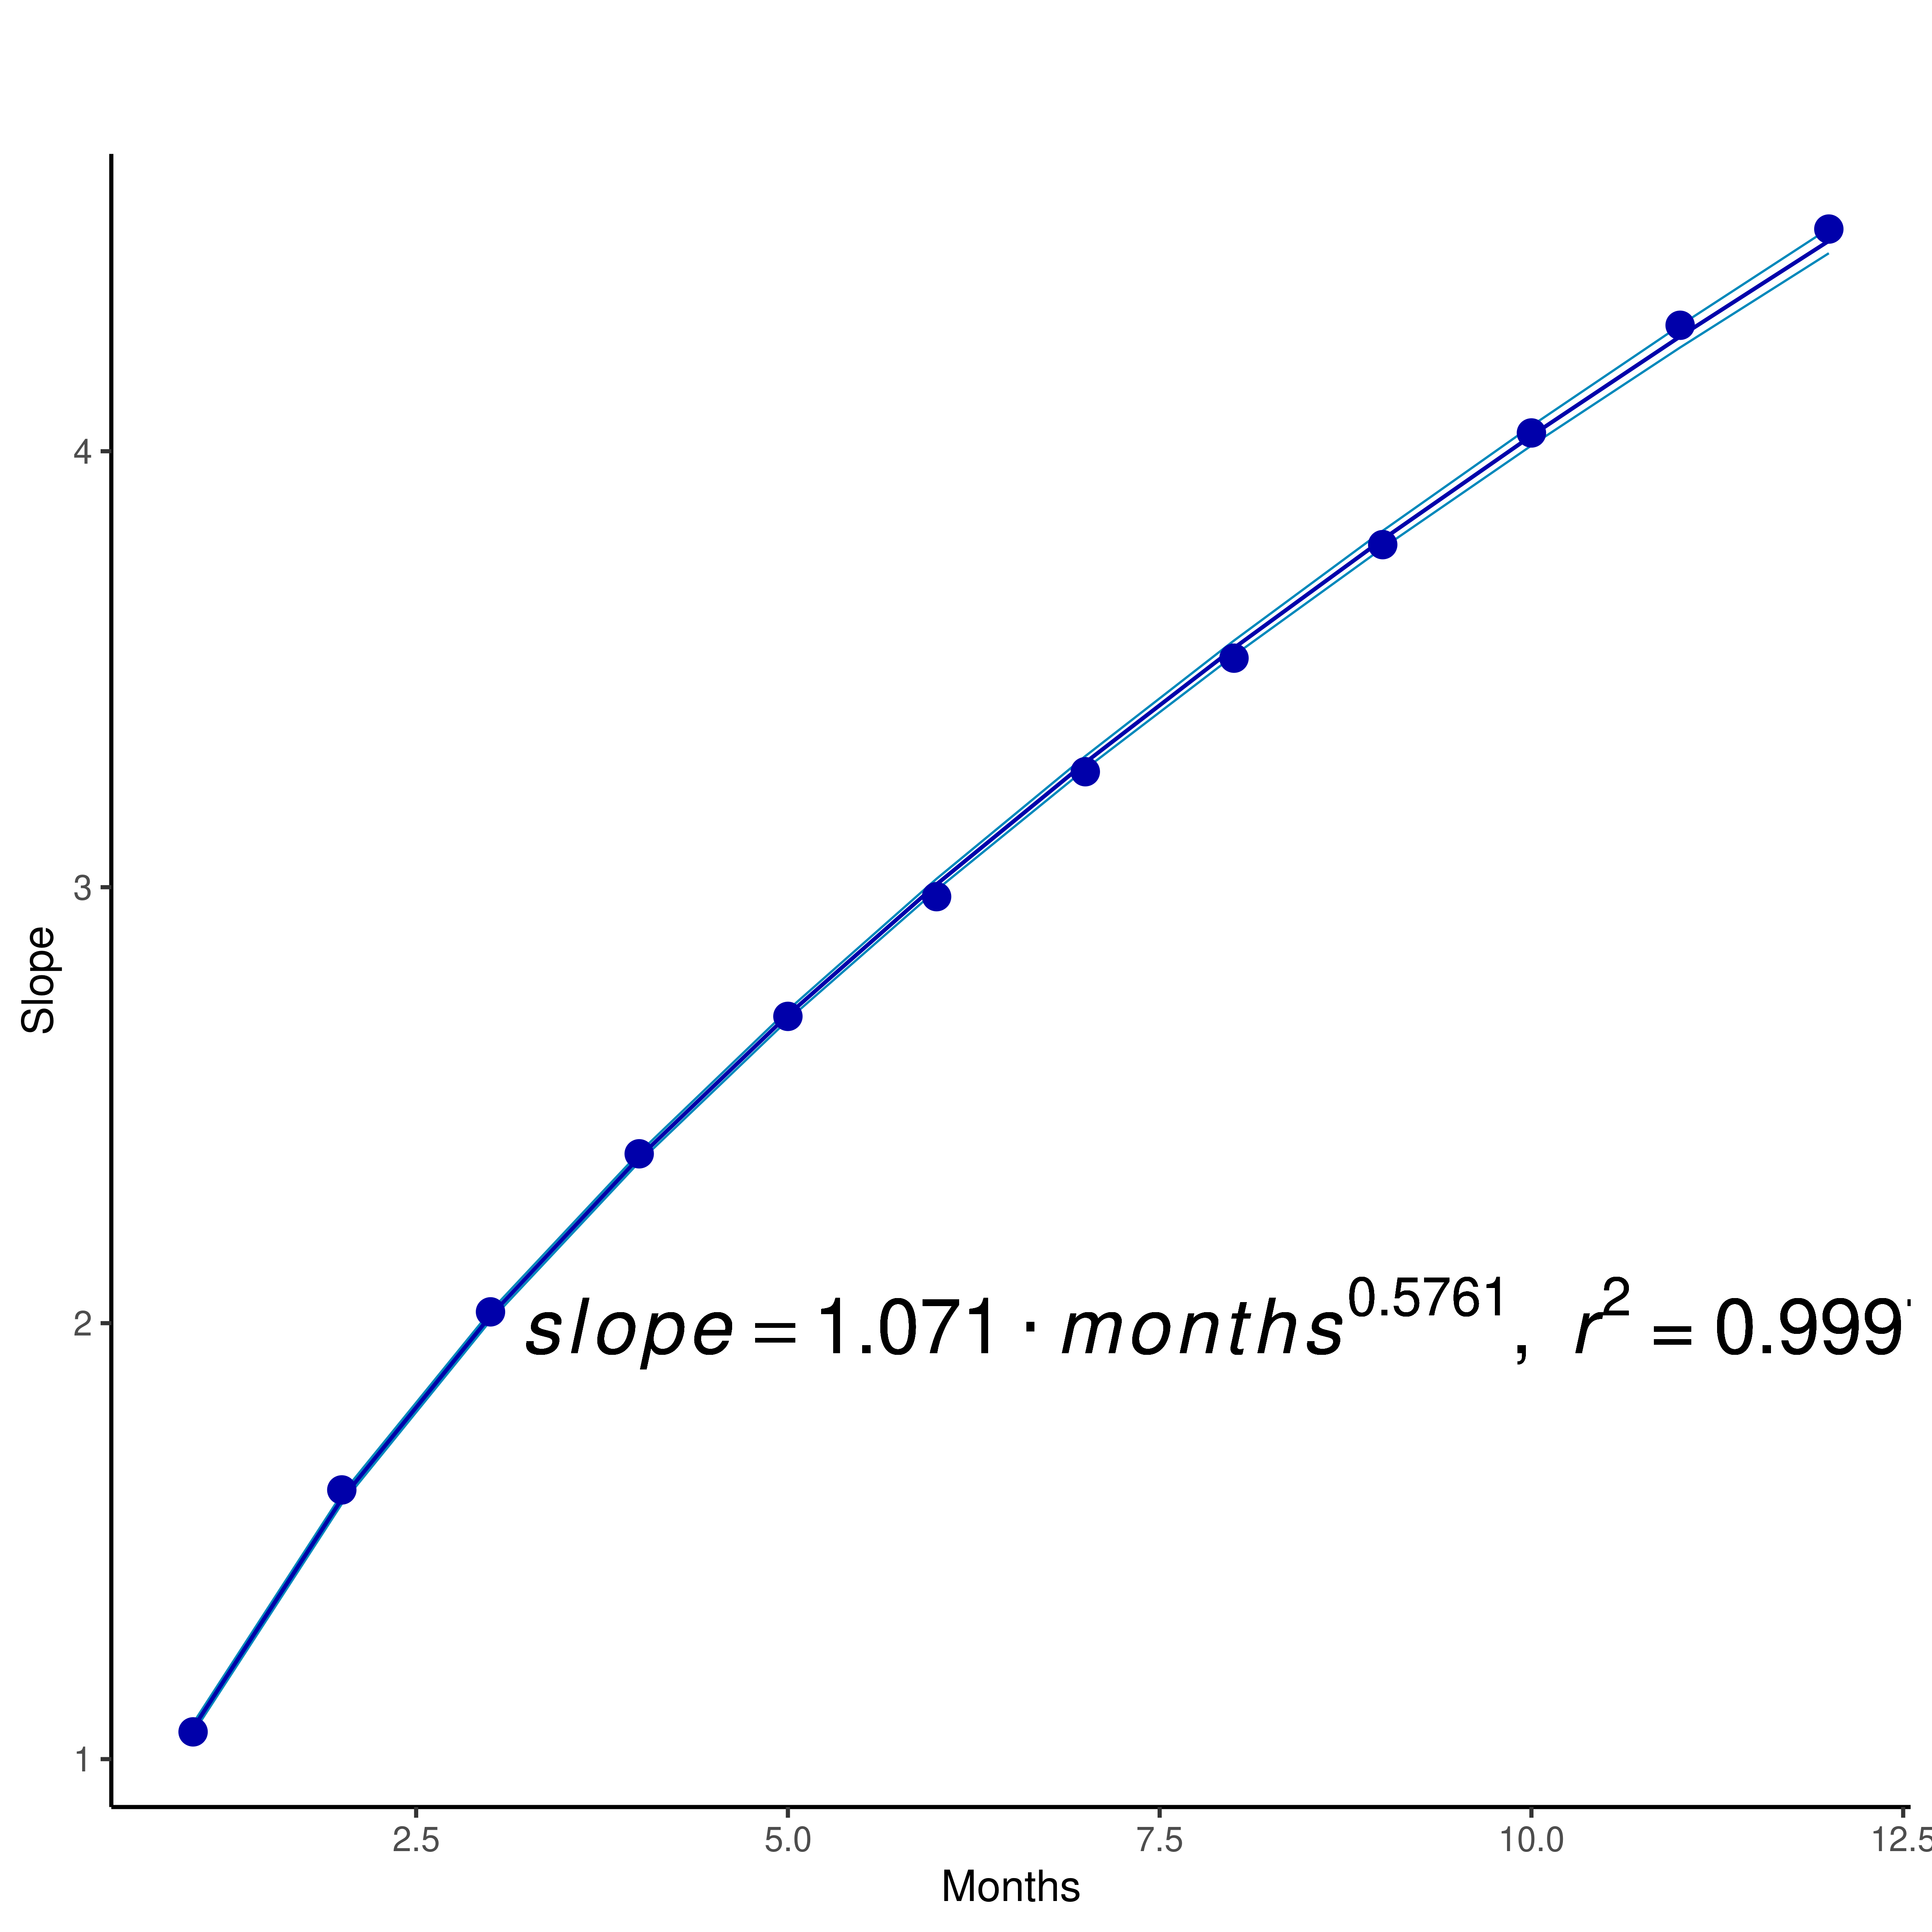 4
3
2
1
Slope
slope = 1.071 · months^0.5761, r^2 = 0.999
2.5 5.0 7.5 10.0 12.5
Months